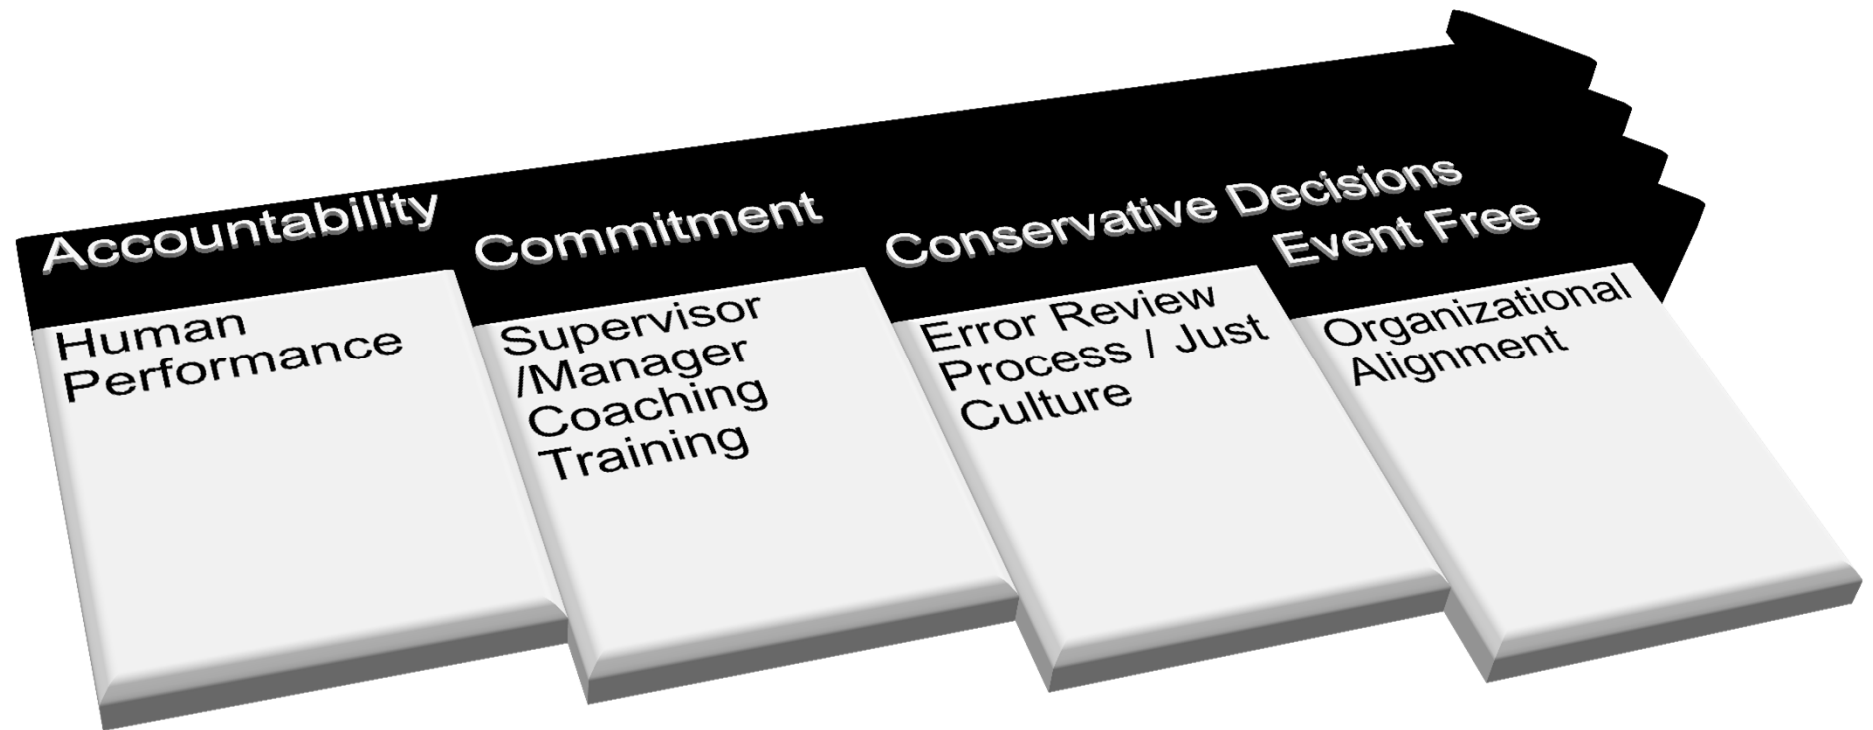 Accountability
Human
Performance
Commitment
Supervisor
/Manager
Coaching
Training
Conservative Decisions
Error Review
Process / Just
Culture
Event Free
Organizational
Alignment